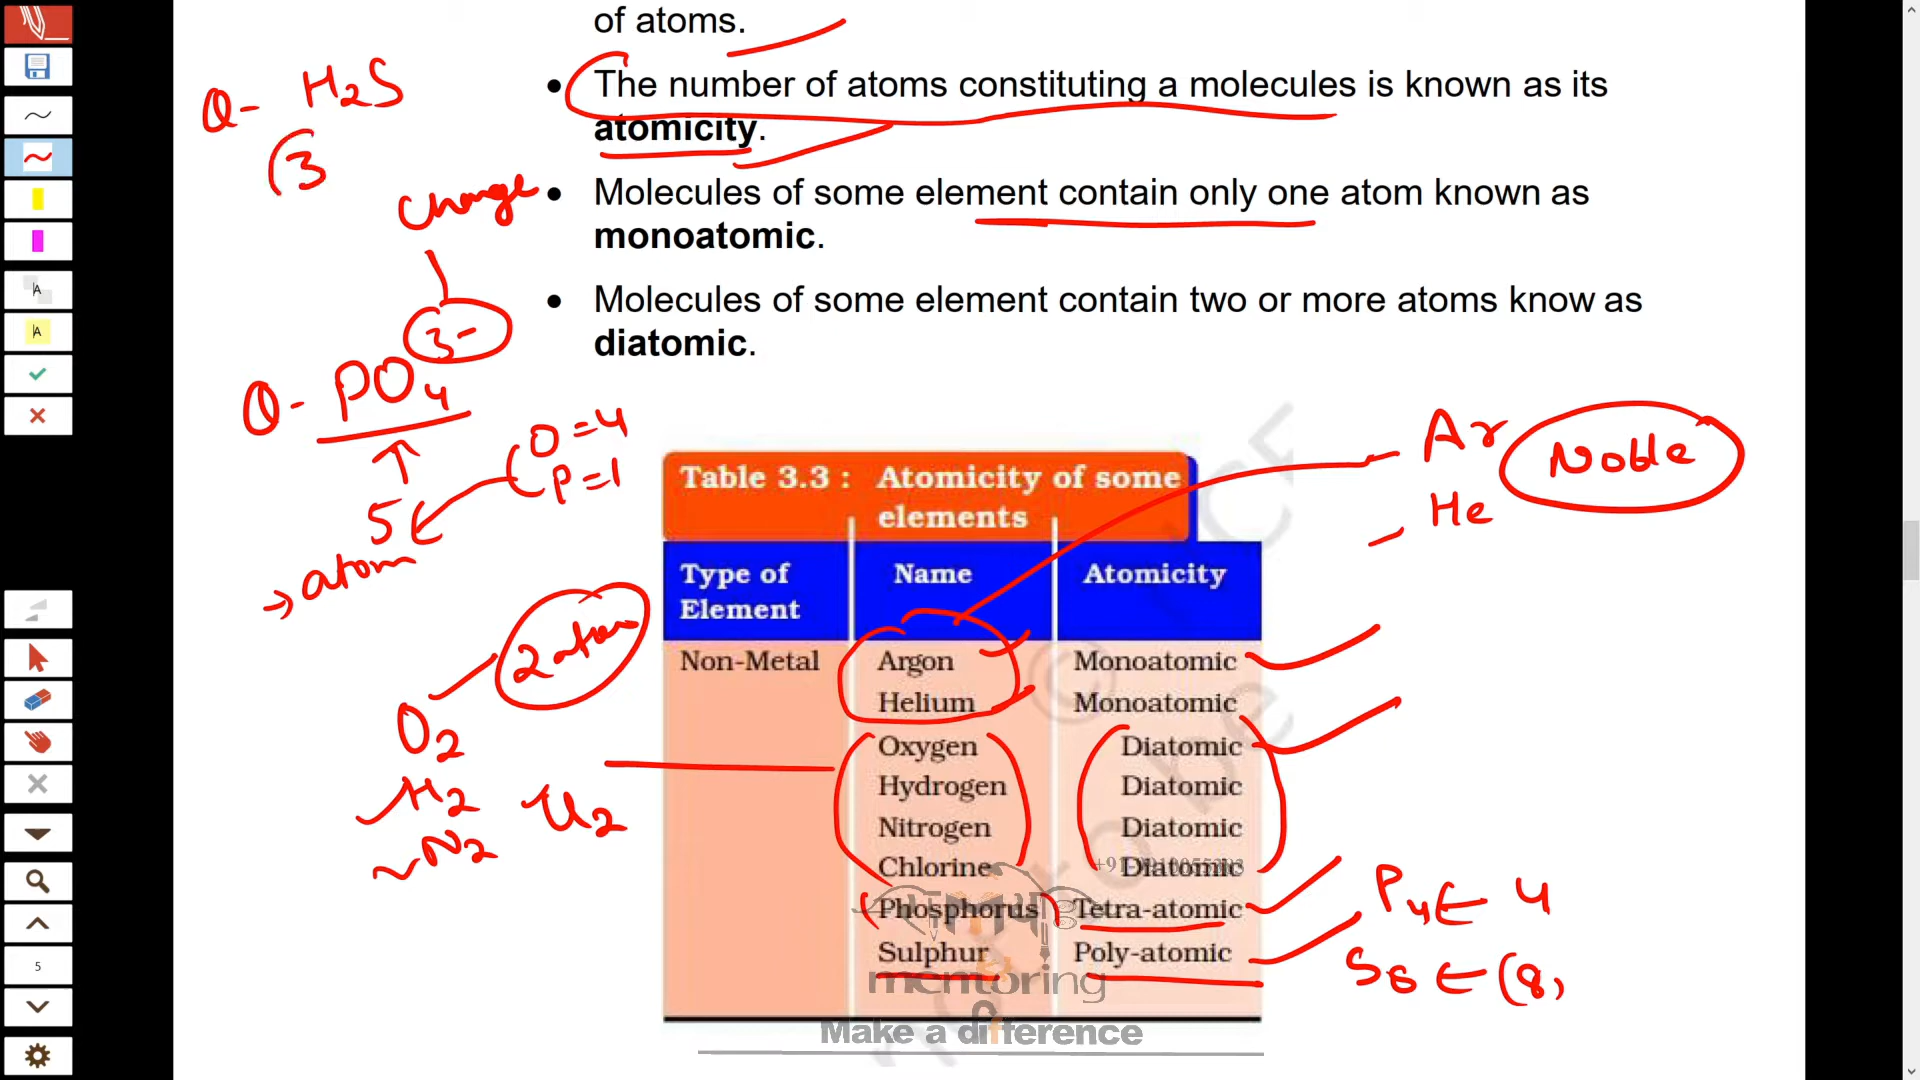 of atoms.
• The number of atoms constituting a molecules is known as its
atomicity.
• Molecules of some element contain only one atom known as
monoatomic.
• Molecules of some element contain two or more atoms know as
diatomic.
Q- H2S
(3
Charge
3-
Q- PO4
O=4
P=1
5
→ atom
2 atom
O2
H2
N2
Cl2
Table 3.3 : Atomicity of some
elements
Type of
Element
Name
Atomicity
Non-Metal
Argon Monoatomic
Helium Monoatomic
Oxygen Diatomic
Hydrogen Diatomic
Nitrogen Diatomic
Chlorine Diatomic
Phosphorus Tetra-atomic
Sulphur Poly-atomic
Ar
Noble
He
P4 ← 4
S8 ← (8,
mentoring
Make a difference
A
A
5